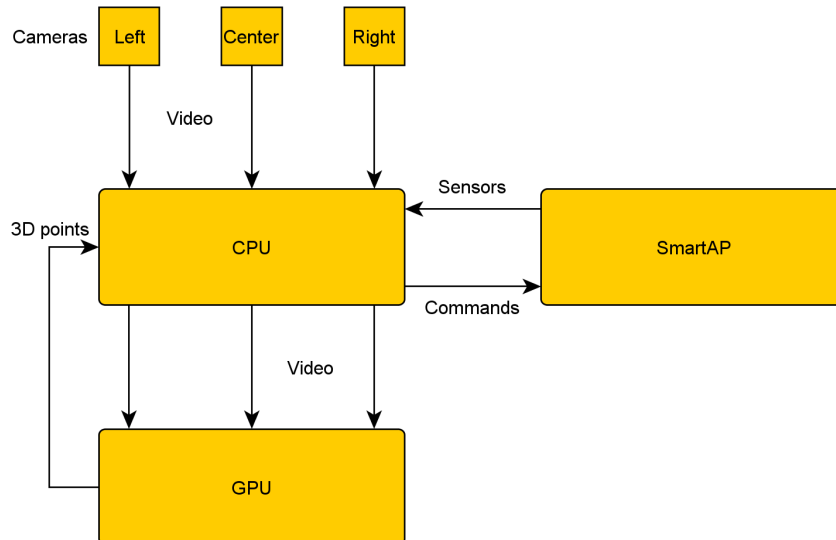 Cameras Left Center Right
Video
Sensors
3D points
CPU SmartAP
Commands
Video
GPU